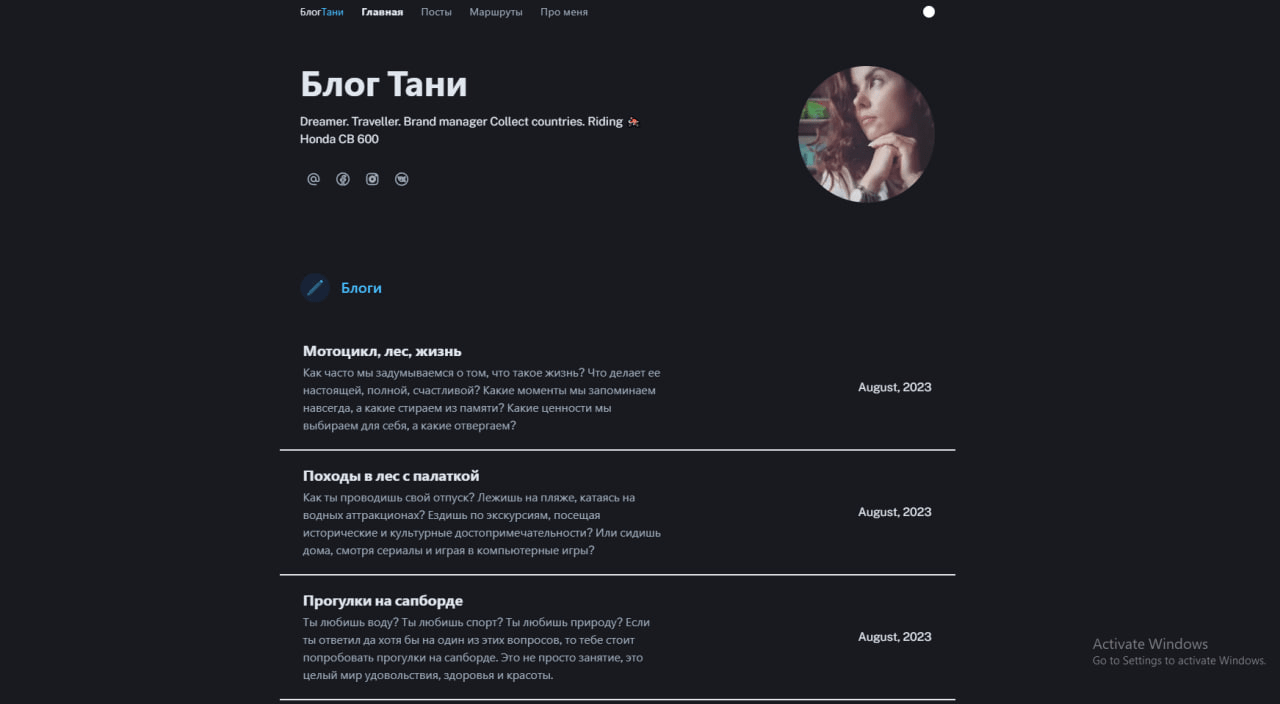 БлогТани Главная Посты Маршруты Про меня
Блог Тани
Dreamer. Traveller. Brand manager Collect countries. Riding
Honda CB 600
Блоги
Мотоцикл, лес, жизнь
Как часто мы задумываемся о том, что такое жизнь? Что делает ее
настоящей, полной, счастливой? Какие моменты мы запоминаем
навсегда, а какие стираем из памяти? Какие ценности мы
выбираем для себя, а какие отвергаем?
August, 2023
Походы в лес с палаткой
Как ты проводишь свой отпуск? Лежишь на пляже, катаясь на
водных аттракционах? Ездишь по экскурсиям, посещая
исторические и культурные достопримечательности? Или сидишь
дома, смотря сериалы и играя в компьютерные игры?
August, 2023
Прогулки на сапборде
Ты любишь воду? Ты любишь спорт? Ты любишь природу? Если
ты ответил да хотя бы на один из этих вопросов, то тебе стоит
попробовать прогулки на сапборде. Это не просто занятие, это
целый мир удовольствия, здоровья и красоты.
August, 2023
Activate Windows
Go to Settings to activate Windows.